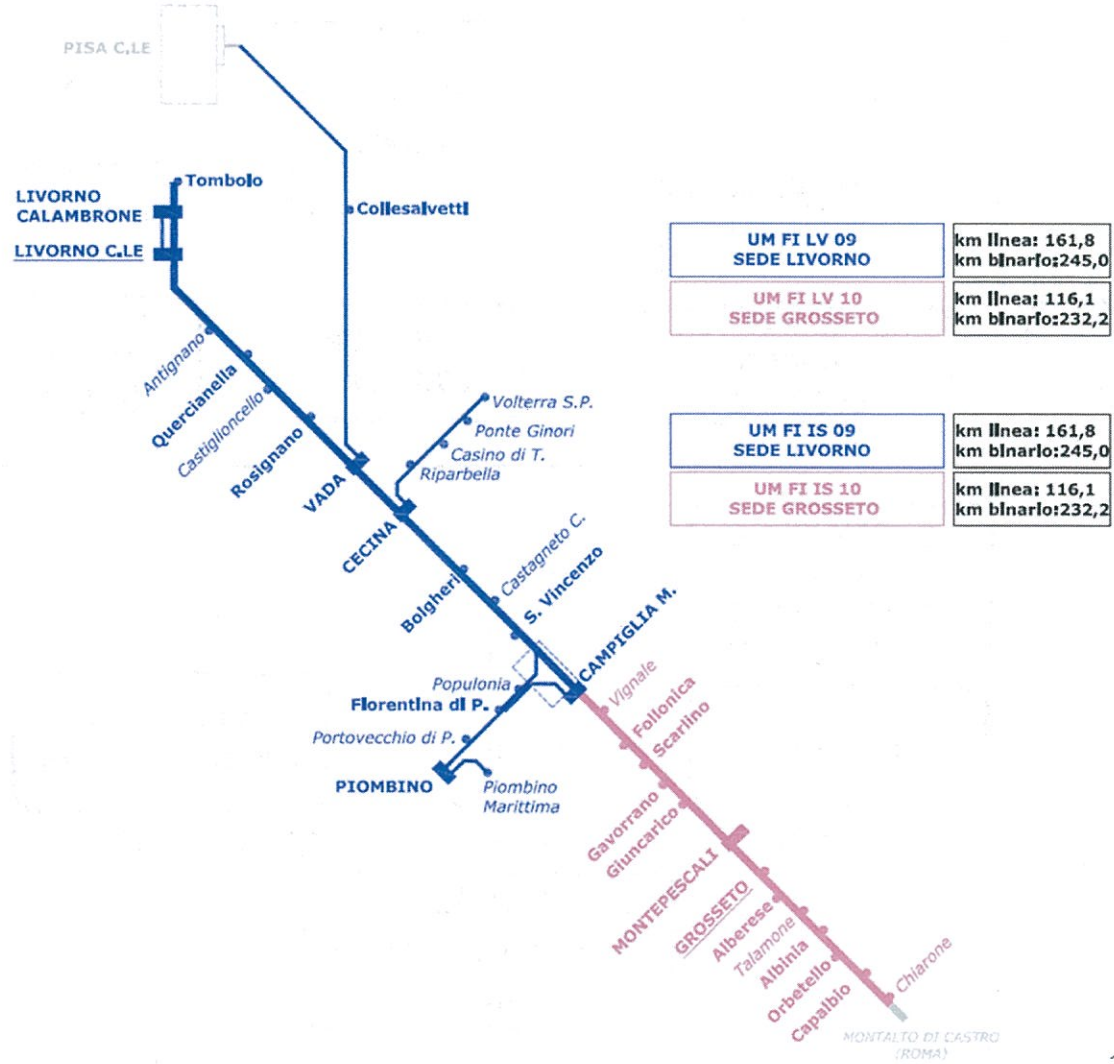 PISA C,LE
Tombolo
LIVORNO
CALAMBRONE
LIVORNO C.LE
Collesalvetti
UM FI LV 09
SEDE LIVORNO
km linea: 161,8
km binario:245,0
UM FI LV 10
SEDE GROSSETO
km linea: 116,1
km binario:232,2
Antignano
Quercianella
Castiglioncello
Rosignano
VADA
CECINA
Volterra S.P.
Ponte Ginori
Casino di T.
Riparbella
UM FI IS 09
SEDE LIVORNO
km linea: 161,8
km binario:245,0
UM FI IS 10
SEDE GROSSETO
km linea: 116,1
km binario:232,2
Bolgheri
Castagneto C.
S. Vincenzo
CAMPIGLIA M.
Populonia
Fiorentina di P.
Portovecchio di P.
PIOMBINO
Piombino
Marittima
Vignale
Follonica
Scarlino
Gavorrano
Giuncarico
MONTEPESCALI
GROSSETO
Alberese
Talamone
Albinia
Orbetello
Capalbio
Chiarone
MONTALTO DI CASTRO
(ROMA)